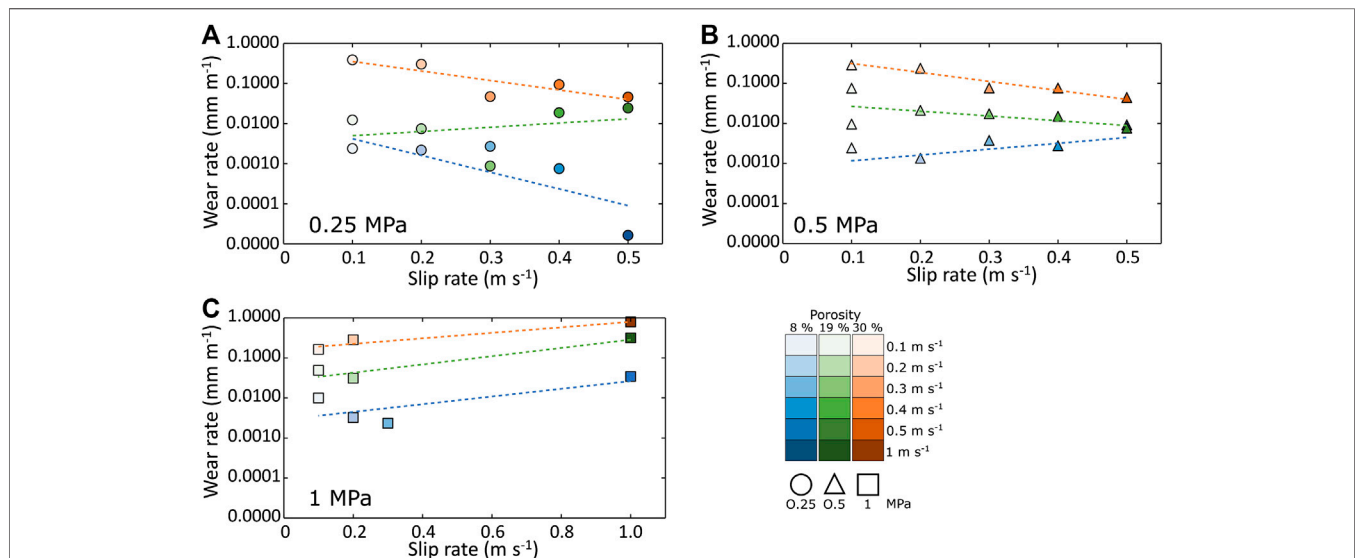 A
1.0000
0.1000
0.0100
0.0010
0.0001
0.0000
Wear rate (mm m⁻¹)
0.25 MPa
0 0.1 0.2 0.3 0.4 0.5
Slip rate (m s⁻¹)
B
1.0000
0.1000
0.0100
0.0010
0.0001
0.0000
Wear rate (mm m⁻¹)
0.5 MPa
0 0.1 0.2 0.3 0.4 0.5
Slip rate (m s⁻¹)
C
1.0000
0.1000
0.0100
0.0010
0.0001
0.0000
Wear rate (mm m⁻¹)
1 MPa
0 0.2 0.4 0.6 0.8 1.0
Slip rate (m s⁻¹)
Porosity
8 % 19 % 30 %
0.1 m s⁻¹
0.2 m s⁻¹
0.3 m s⁻¹
0.4 m s⁻¹
0.5 m s⁻¹
1 m s⁻¹
0.25 0.5 1 MPa